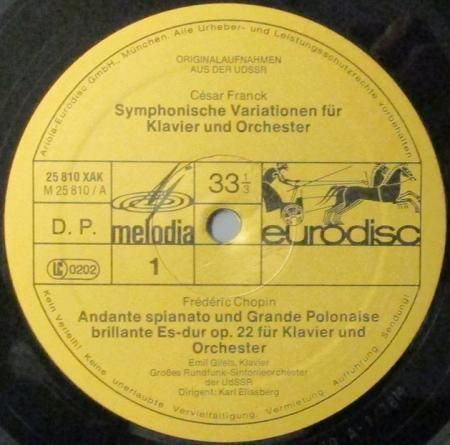 Ariola-Eurodisc GmbH., München. Alle Urheber- und Leistungsschutzrechte vorbehalten
ORIGINALAUFNAHMEN
AUS DER UDSSR
César Franck
Symphonische Variationen für
Klavier und Orchester
25 810 XAK
M 25 810 / A
33 1/3
D. P.
melodia
eurodisc
LC 0202
1
Frédéric Chopin
Andante spianato und Grande Polonaise
brillante Es-dur op. 22 für Klavier und
Orchester
Emil Gilels, Klavier
Großes Rundfunk-Sinfonieorchester
der UdSSR
Dirigent: Karl Eliasberg
Kein Verleih! Keine unerlaubte Vervielfältigung, Vermietung, Aufführung, Sendung!